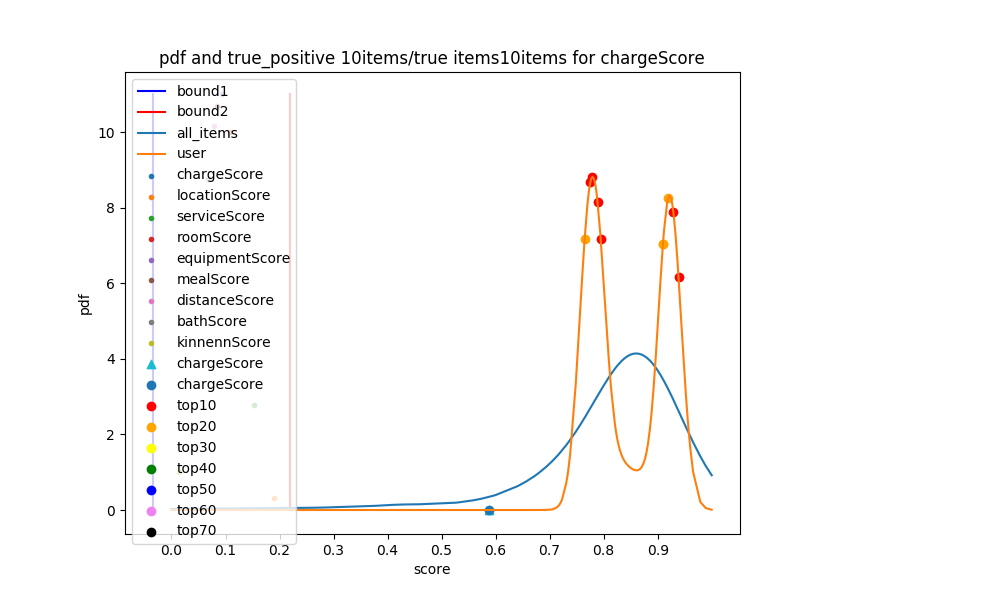 pdf and true_positive 10items/true items10items for chargeScore
bound1
bound2
all_items
user
chargeScore
locationScore
serviceScore
roomScore
equipmentScore
mealScore
distanceScore
bathScore
kinnennScore
chargeScore
chargeScore
top10
top20
top30
top40
top50
top60
top70
10
8
6
4
2
0
pdf
0.0 0.1 0.2 0.3 0.4 0.5 0.6 0.7 0.8 0.9
score